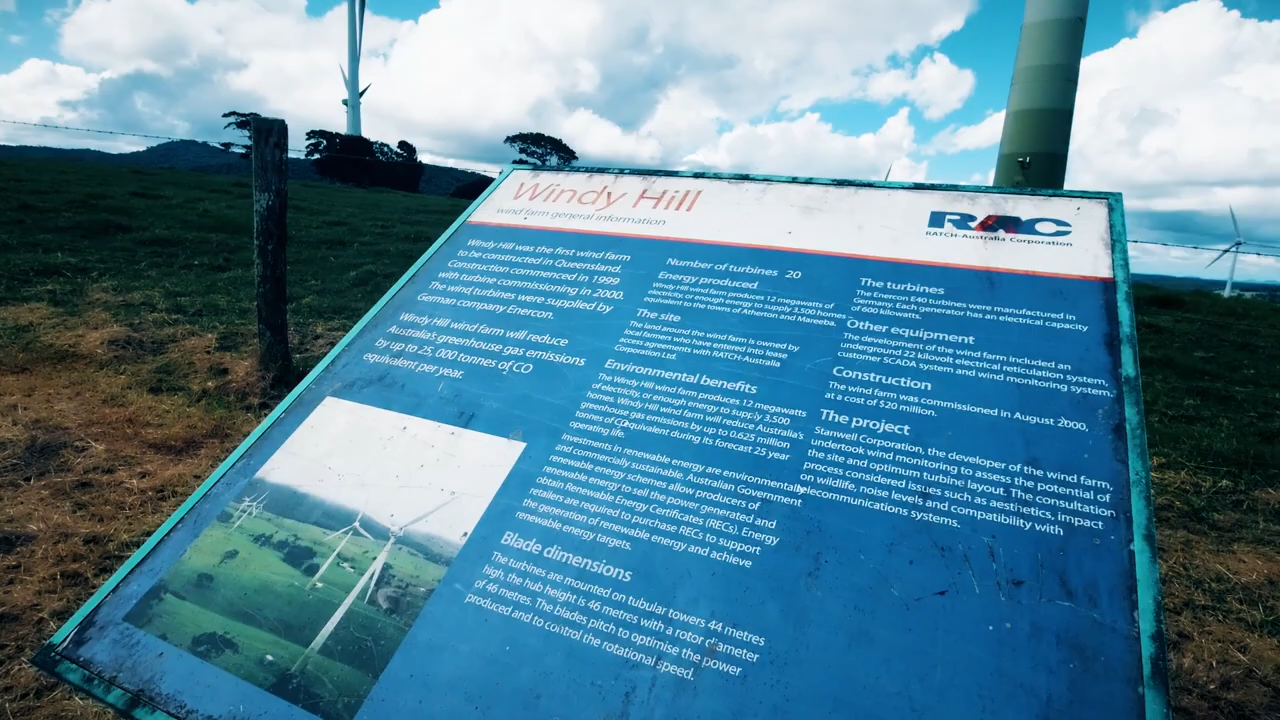 Windy Hill
wind farm general information
RAC
RATCH-Australia Corporation
Windy Hill was the first wind farm
to be constructed in Queensland.
Construction commenced in 1999
with turbine commissioning in 2000.
The wind turbines were supplied by
German company Enercon.
Windy Hill wind farm will reduce
Australia's greenhouse gas emissions
by up to 25, 000 tonnes of CO
equivalent per year.
Number of turbines 20
Energy produced
Windy Hill wind farm produces 12 megawatts of
electricity, or enough energy to supply 3,500 homes -
equivalent to the towns of Atherton and Mareeba.
The site
The land around the wind farm is owned by
local farmers who have entered into lease
access agreements with RATCH-Australia
Corporation Ltd.
Environmental benefits
The Windy Hill wind farm produces 12 megawatts
of electricity, or enough energy to supply 3,500
homes. Windy Hill wind farm will reduce Australia's
greenhouse gas emissions by up to 0.625 million
tonnes of CO equivalent during its forecast 25 year
operating life.
Investments in renewable energy are environmentally
and commercially sustainable. Australian Government
renewable energy schemes allow producers of
renewable energy to sell the power generated and
obtain Renewable Energy Certificates (RECs). Energy
retailers are required to purchase RECs to support
the generation of renewable energy and achieve
renewable energy targets.
Blade dimensions
The turbines are mounted on tubular towers 44 metres
high, the hub height is 46 metres with a rotor diameter
of 46 metres. The blades pitch to optimise the power
produced and to control the rotational speed.
The turbines
The Enercon E40 turbines were manufactured in
Germany. Each generator has an electrical capacity
of 600 kilowatts.
Other equipment
The development of the wind farm included an
underground 22 kilovolt electrical reticulation system,
customer SCADA system and wind monitoring system.
Construction
The wind farm was commissioned in August 2000,
at a cost of $20 million.
The project
Stanwell Corporation, the developer of the wind farm,
undertook wind monitoring to assess the potential of
the site and optimum turbine layout. The consultation
process considered issues such as aesthetics, impact
on wildlife, noise levels and compatibility with
telecommunications systems.